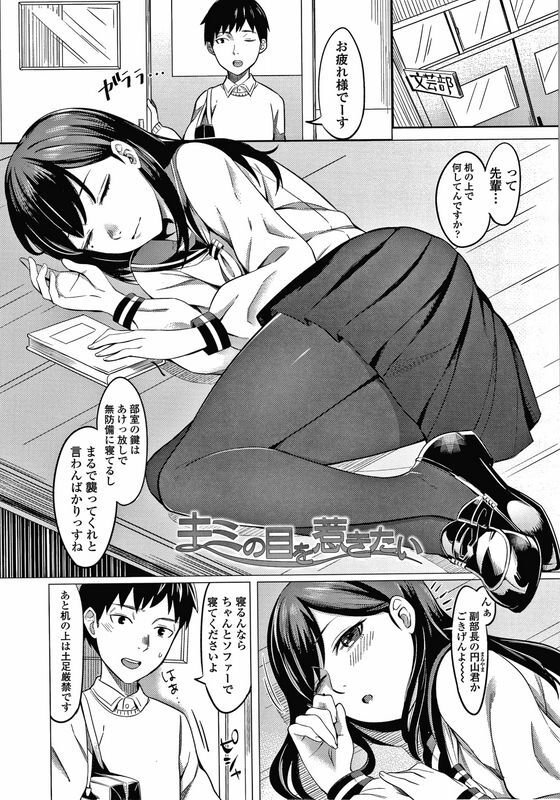 文芸部
お疲れ様でーす
ガララ…
って
先輩…
机の上で
何してんですか?
部室の鍵は
あけっ放しで
無防備に寝てるし
まるで襲ってくれと
言わんばかりっすね
キミの目を惹きたい
んぁ
副部長の円山君か
まるやま
ごきげんよ〜〜〜
寝るんなら
ちゃんとソファーで
寝てくださいよ
はぁ…
あと机の上は土足厳禁です